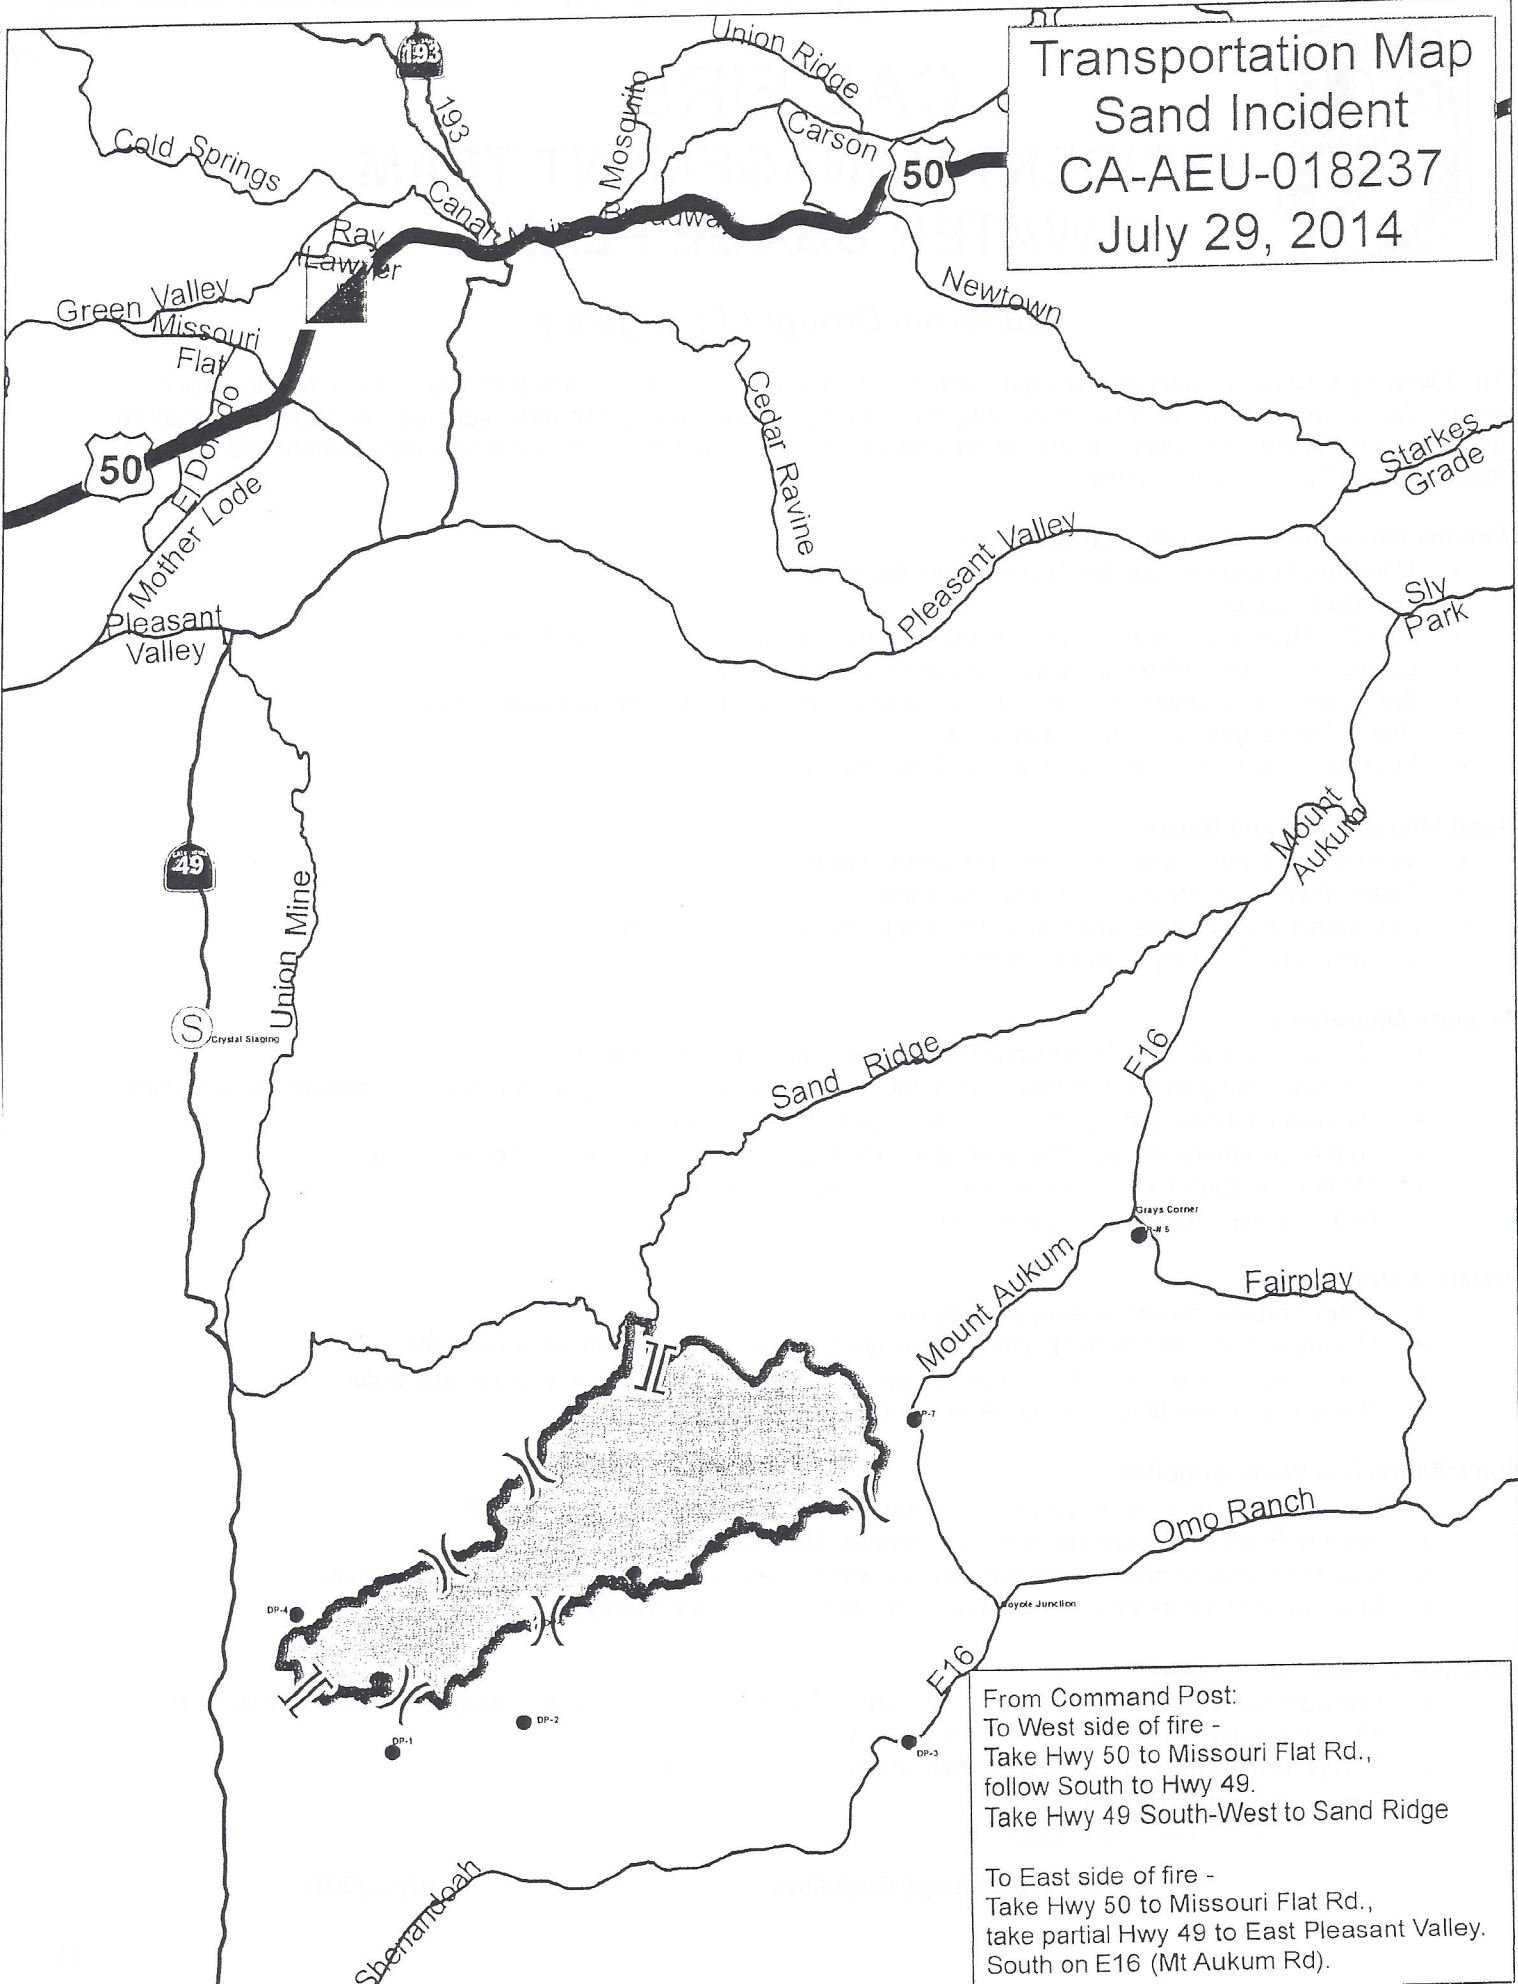 Transportation Map
Sand Incident
CA-AEU-018237
July 29, 2014
193
193
Union Ridge
Mosquito
Carson
50
Cold Springs
Canal
Ray
Lawyer
Green Valley
Missouri
Flat
Newtown
El Dorado
50
Mother Lode
Cedar Ravine
Starkes
Grade
Pleasant Valley
Sly
Park
Pleasant
Valley
Mount
Aukum
49
Union Mine
S
Crystal Staging
Sand Ridge
E16
Grays Corner
Mount Aukum
Fairplay
Omo Ranch
DP-4
E16
DP-2
DP-1
DP-3
Shenandoah
From Command Post:
To West side of fire -
Take Hwy 50 to Missouri Flat Rd.,
follow South to Hwy 49.
Take Hwy 49 South-West to Sand Ridge
To East side of fire -
Take Hwy 50 to Missouri Flat Rd.,
take partial Hwy 49 to East Pleasant Valley.
South on E16 (Mt Aukum Rd).